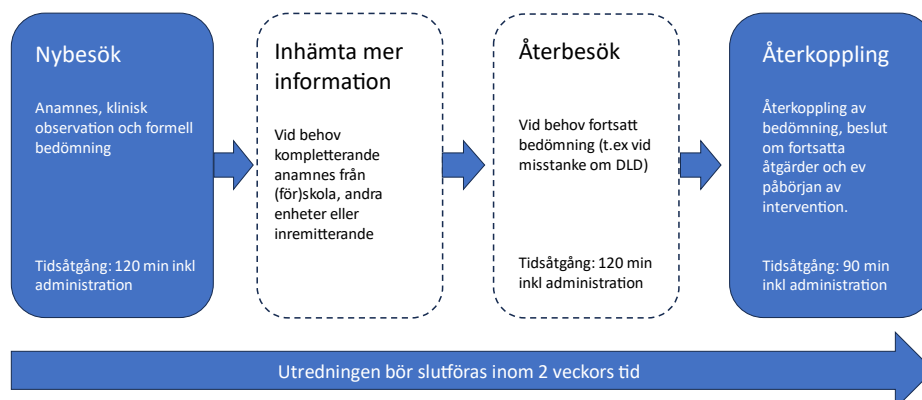 Nybesök
Anamnes, klinisk
observation och formell
bedömning
Tidsåtgång: 120 min inkl
administration
Inhämta mer
information
Vid behov
kompletterande
anamnes från
(för)skola, andra
enheter eller
inremitterande
Återbesök
Vid behov fortsatt
bedömning (t.ex vid
misstanke om DLD)
Tidsåtgång: 120 min
inkl administration
Återkoppling
Återkoppling av
bedömning, beslut
om fortsatta
åtgärder och ev
påbörjan av
intervention.
Tidsåtgång: 90 min
inkl administration
Utredningen bör slutföras inom 2 veckors tid